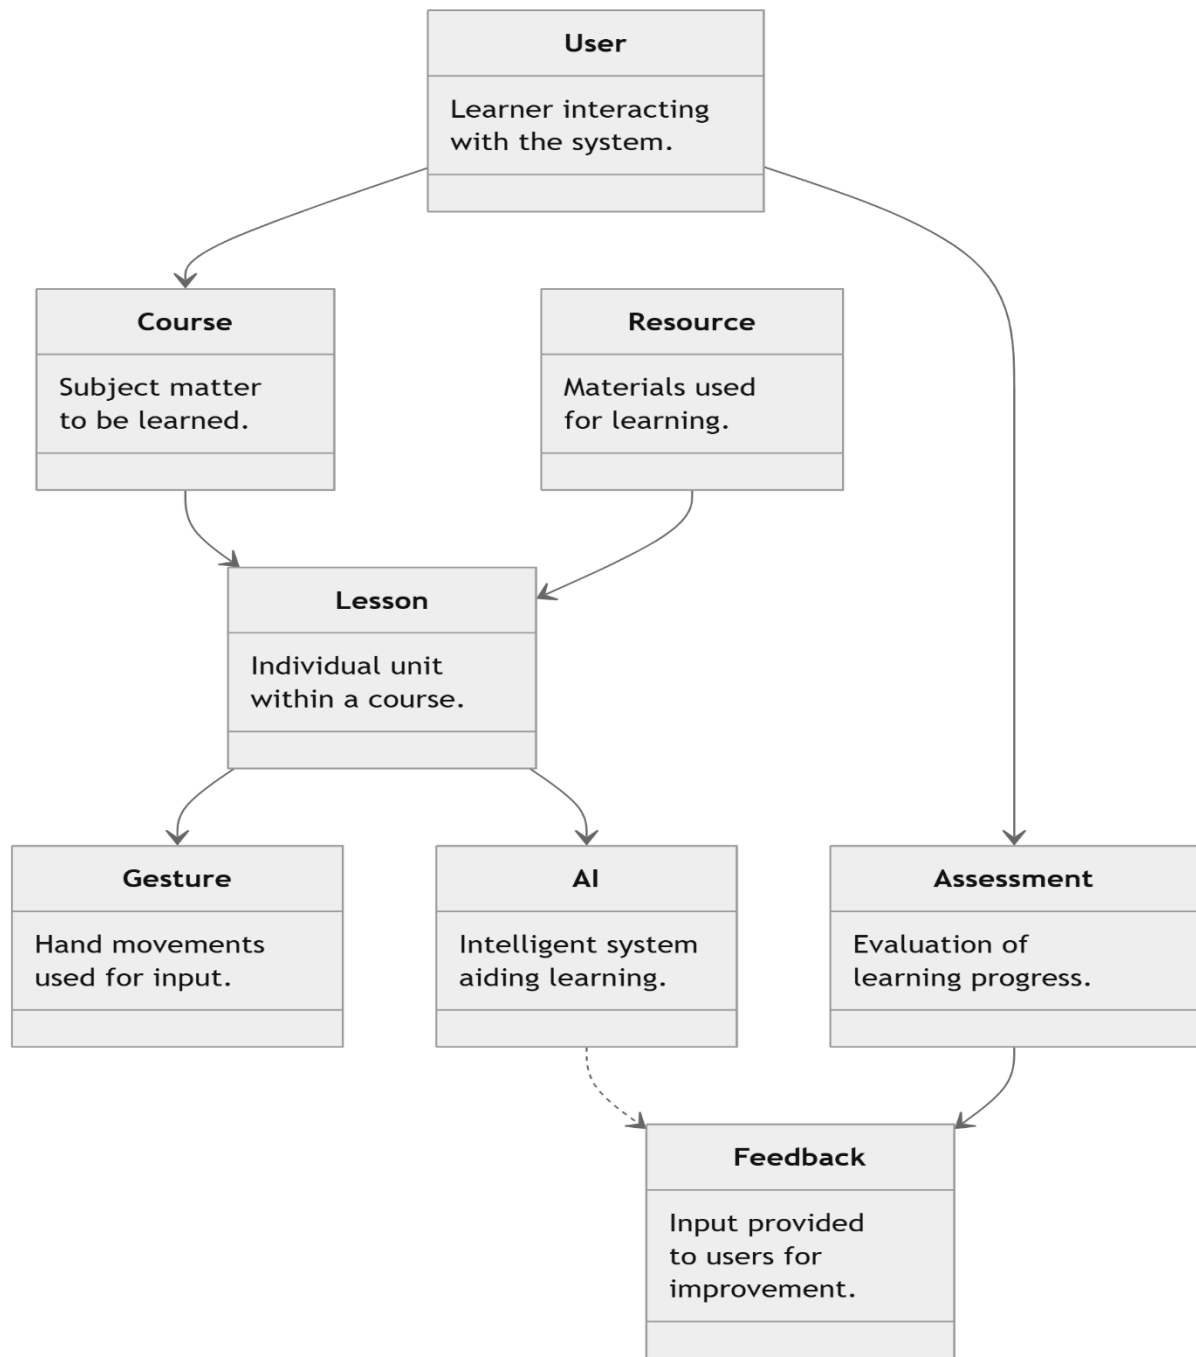 User
Learner interacting
with the system.
Course
Subject matter
to be learned.
Resource
Materials used
for learning.
Lesson
Individual unit
within a course.
Gesture
Hand movements
used for input.
AI
Intelligent system
aiding learning.
Assessment
Evaluation of
learning progress.
Feedback
Input provided
to users for
improvement.